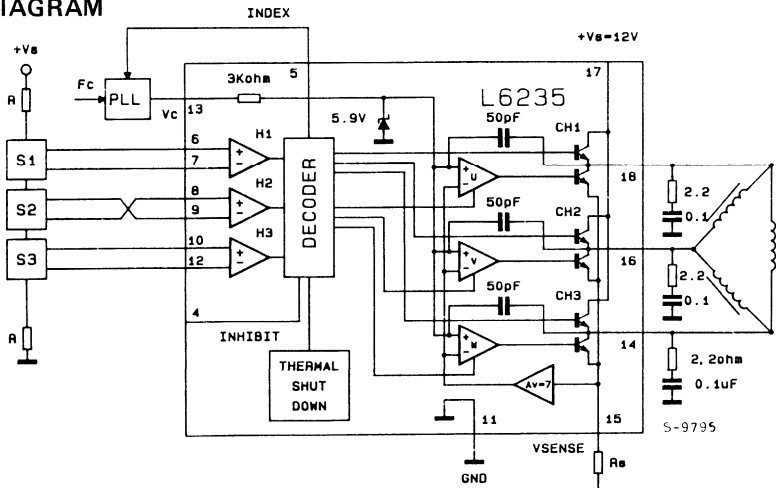 IAGRAM
INDEX
+Vs
+Vs=12V
5
17
Fc
PLL
3Kohm
L6235
R
Vc
13
5.9V
50pF
CH1
6
H1
S1
7
DECODER
U
18
8
H2
50pF
CH2
2.2
S2
9
0.1
10
H3
V
16
S3
12
50pF
CH3
2.2
0.1
4
INHIBIT
W
14
R
THERMAL
SHUT
DOWN
2,2ohm
Av=7
0.1uF
11
15
S-9795
VSENSE
Rs
GND